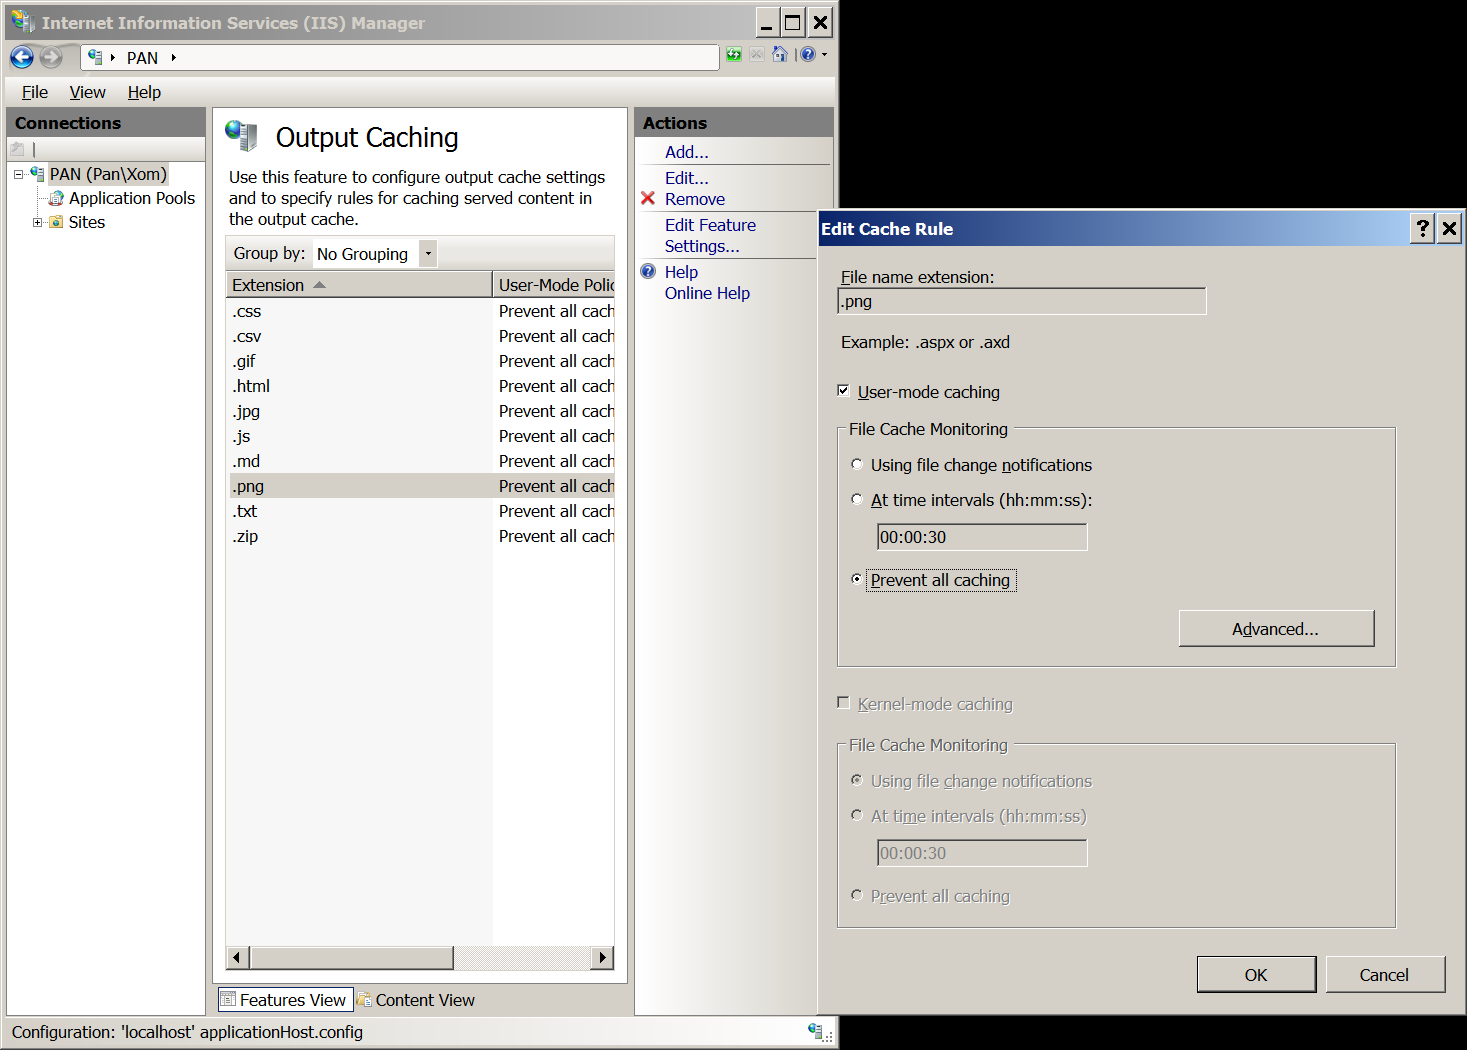 Internet Information Services (IIS) Manager
PAN
File View Help
Connections
PAN (Pan\Xom)
Application Pools
Sites
Output Caching
Use this feature to configure output cache settings
and to specify rules for caching served content in
the output cache.
Group by: No Grouping
Extension User-Mode Polic
.css Prevent all cach
.csv Prevent all cach
.gif Prevent all cach
.html Prevent all cach
.jpg Prevent all cach
.js Prevent all cach
.md Prevent all cach
.png Prevent all cach
.txt Prevent all cach
.zip Prevent all cach
Features View Content View
Actions
Add...
Edit...
Remove
Edit Feature
Settings...
Help
Online Help
Configuration: 'localhost' applicationHost.config
Edit Cache Rule
File name extension:
.png
Example: .aspx or .axd
User-mode caching
File Cache Monitoring
Using file change notifications
At time intervals (hh:mm:ss):
00:00:30
Prevent all caching
Advanced...
Kernel-mode caching
File Cache Monitoring
Using file change notifications
At time intervals (hh:mm:ss)
00:00:30
Prevent all caching
OK Cancel